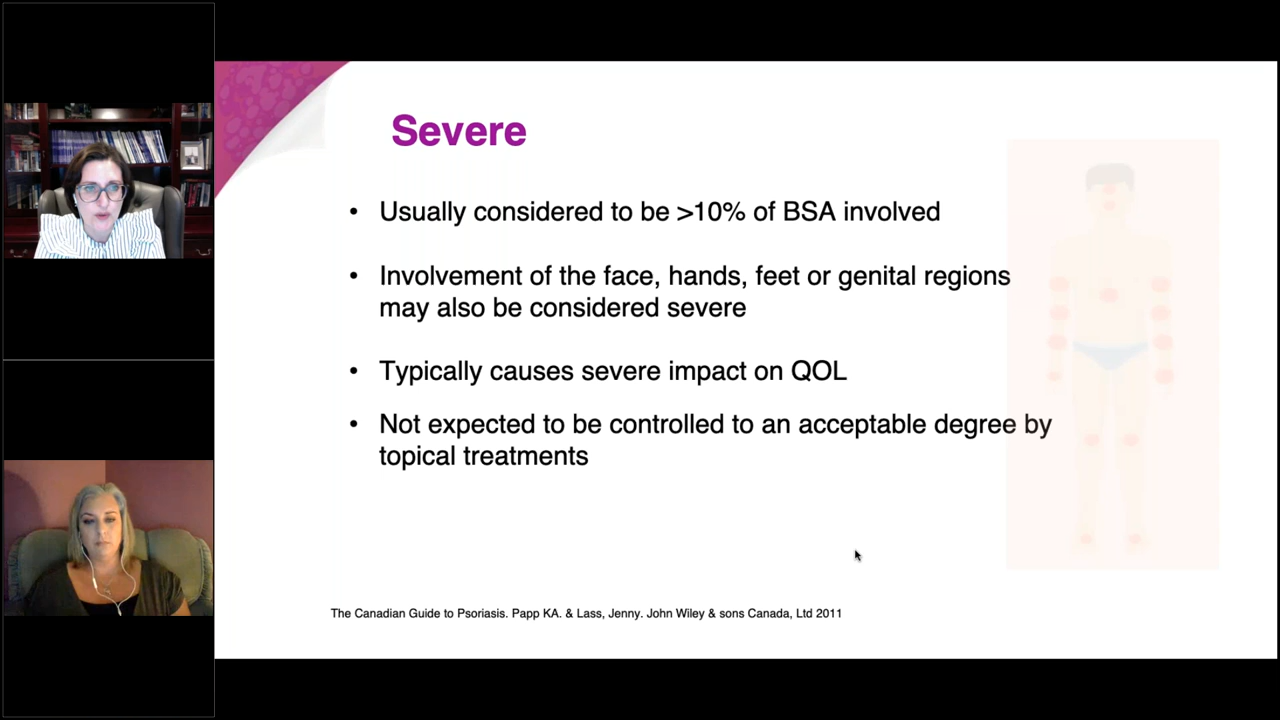 Severe
• Usually considered to be >10% of BSA involved
• Involvement of the face, hands, feet or genital regions
may also be considered severe
• Typically causes severe impact on QOL
• Not expected to be controlled to an acceptable degree by
topical treatments
The Canadian Guide to Psoriasis. Papp KA. & Lass, Jenny. John Wiley & sons Canada, Ltd 2011